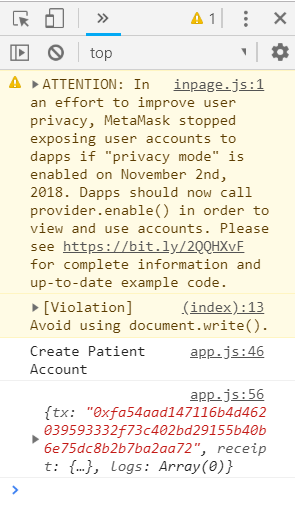 1
top
ATTENTION: In inpage.js:1
an effort to improve user
privacy, MetaMask stopped
exposing user accounts to
dapps if "privacy mode" is
enabled on November 2nd,
2018. Dapps should now call
provider.enable() in order to
view and use accounts. Please
see https://bit.ly/2QQHXvF
for complete information and
up-to-date example code.
[Violation] (index):13
Avoid using document.write().
Create Patient app.js:46
Account
app.js:56
{tx: "0xfa54aad147116b4d462
039593332f73c402bd29155b40b
6e75dc8b2b7ba2aa72", receip
t: {…}, logs: Array(0)}